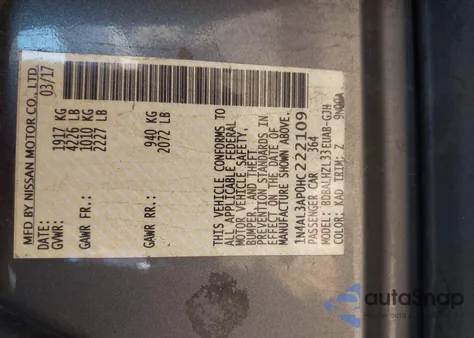 MFD BY NISSAN MOTOR CO., LTD.
DATE: 03/17
GVWR: 1917 KG
4226 LB
GAWR FR.: 1010 KG
2227 LB
GAWR RR.: 940 KG
2072 LB
THIS VEHICLE CONFORMS TO
ALL APPLICABLE FEDERAL
MOTOR VEHICLE SAFETY,
BUMPER, AND THEFT
PREVENTION STANDARDS IN
EFFECT ON THE DATE OF
MANUFACTURE SHOWN ABOVE.
1N4AL3AP0HC222109
PASSENGER CAR 364
MODEL: BDBALHZL33EUAB-GJH
COLOR: KAD TRIM: Z
autoSnap